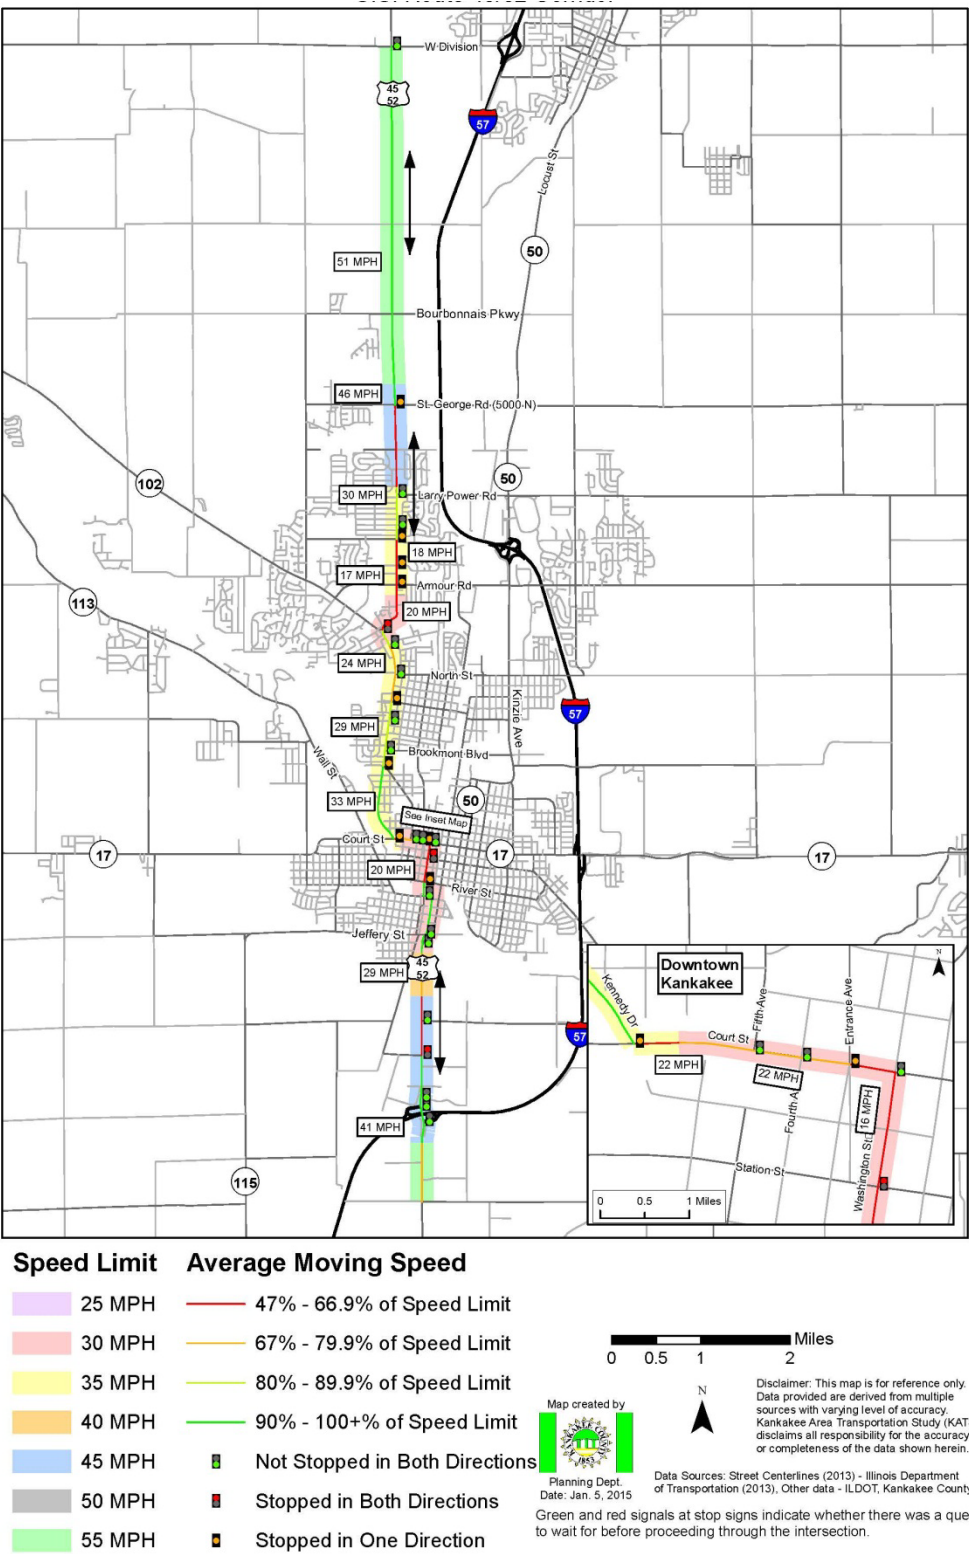 W Division
45
52
57
Locust St
50
51 MPH
Bourbonnais Pkwy
46 MPH
St. George Rd (5000 N)
102
50
30 MPH
Larry Power Rd
18 MPH
17 MPH
Armour Rd
113
20 MPH
24 MPH
North St
Kinzie Ave
57
29 MPH
Brookmont Blvd
Wall St
33 MPH
50
See Inset Map
Court St
17
17
17
20 MPH
River St
Jeffery St
45
52
29 MPH
57
41 MPH
115
Downtown
Kankakee
N
Kennedy Dr
Court St
Fifth Ave
Entrance Ave
22 MPH
22 MPH
Fourth A
16 MPH
Washington St
Station St
0 0.5 1 Miles
Speed Limit
25 MPH
30 MPH
35 MPH
40 MPH
45 MPH
50 MPH
55 MPH
Average Moving Speed
47% - 66.9% of Speed Limit
67% - 79.9% of Speed Limit
80% - 89.9% of Speed Limit
90% - 100+% of Speed Limit
Not Stopped in Both Directions
Stopped in Both Directions
Stopped in One Direction
Miles
0 0.5 1 2
Map created by
KANKAKEE COUNTY
1853
Planning Dept.
Date: Jan. 5, 2015
N
Disclaimer: This map is for reference only.
Data provided are derived from multiple
sources with varying level of accuracy.
Kankakee Area Transportation Study (KAT
disclaims all responsibility for the accuracy
or completeness of the data shown herein.
Data Sources: Street Centerlines (2013) - Illinois Department
of Transportation (2013), Other data - ILDOT, Kankakee County
Green and red signals at stop signs indicate whether there was a que
to wait for before proceeding through the intersection.